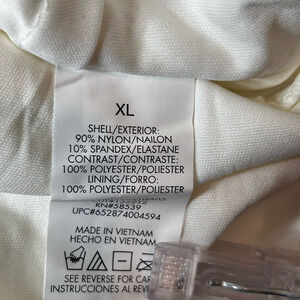 XL
SHELL/EXTERIOR:
90% NYLON/NAILON
10% SPANDEX/ELASTANE
CONTRAST/CONTRASTE:
100% POLYESTER/POLIESTER
LINING/FORRO:
100% POLYESTER/POLIESTER
RN#58539
UPC#652874004594
MADE IN VIETNAM
HECHO EN VIETNAM
SEE REVERSE FOR CAR
INSTRUCCIONES AL REVES